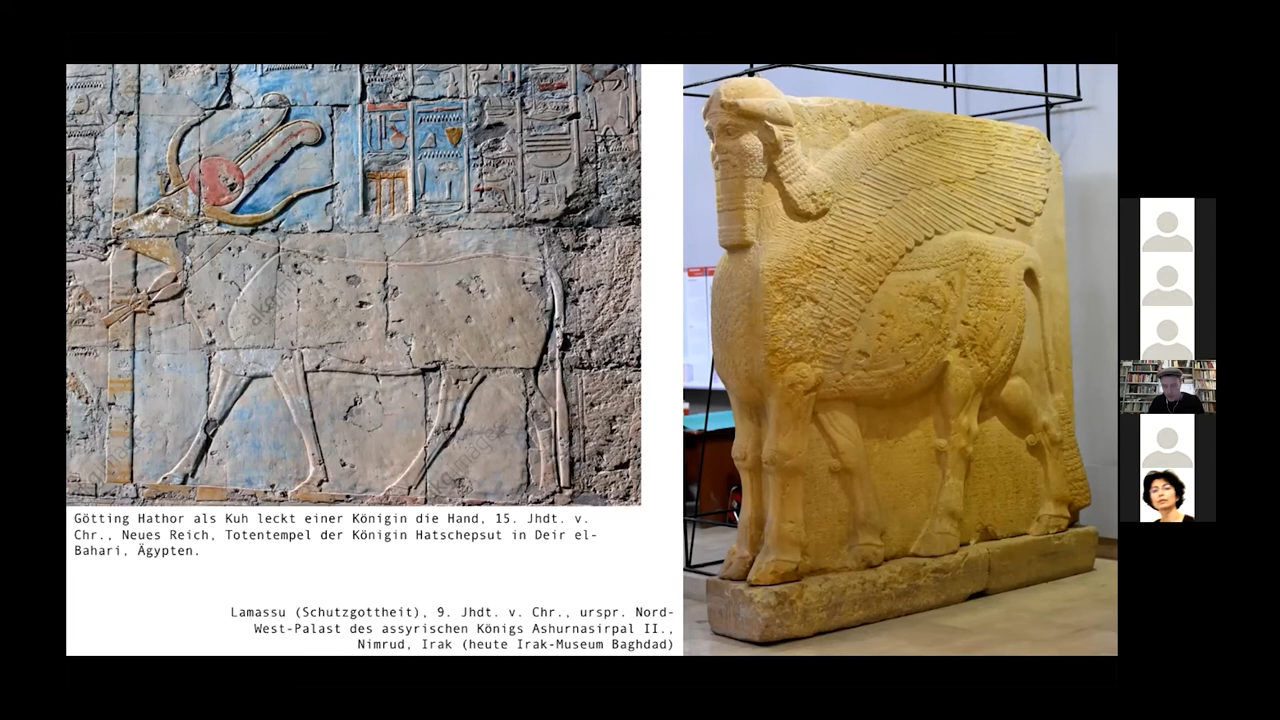 Götting Hathor als Kuh leckt einer Königin die Hand, 15. Jhdt. v.
Chr., Neues Reich, Totentempel der Königin Hatschepsut in Deir el-
Bahari, Ägypten.
Lamassu (Schutzgottheit), 9. Jhdt. v. Chr., urspr. Nord-
West-Palast des assyrischen Königs Ashurnasirpal II.,
Nimrud, Irak (heute Irak-Museum Baghdad)